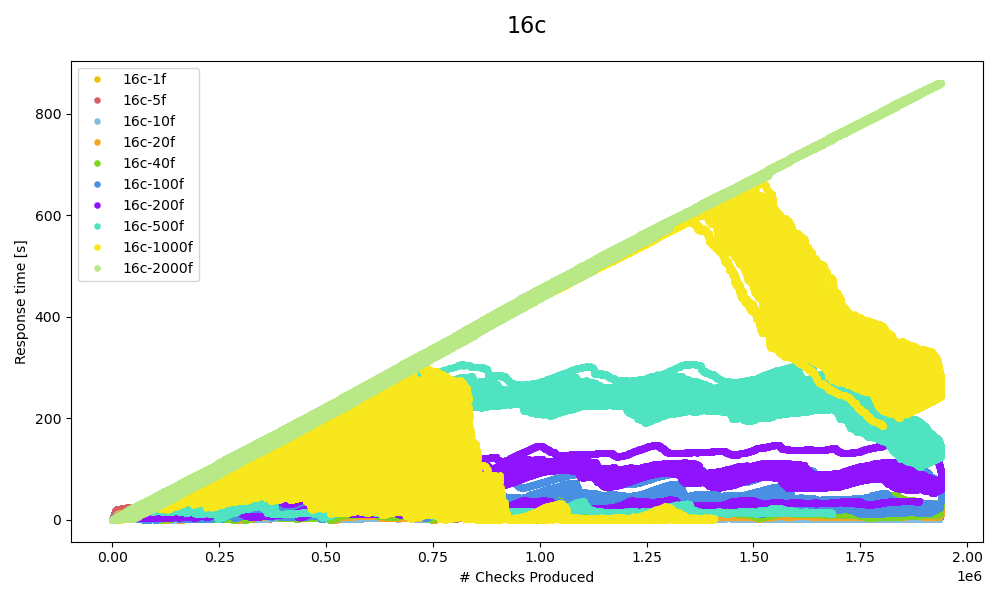 16c
16c-1f
16c-5f
16c-10f
16c-20f
16c-40f
16c-100f
16c-200f
16c-500f
16c-1000f
16c-2000f
Response time [s]
800
600
400
200
0
0.00 0.25 0.50 0.75 1.00 1.25 1.50 1.75 2.00
# Checks Produced
1e6